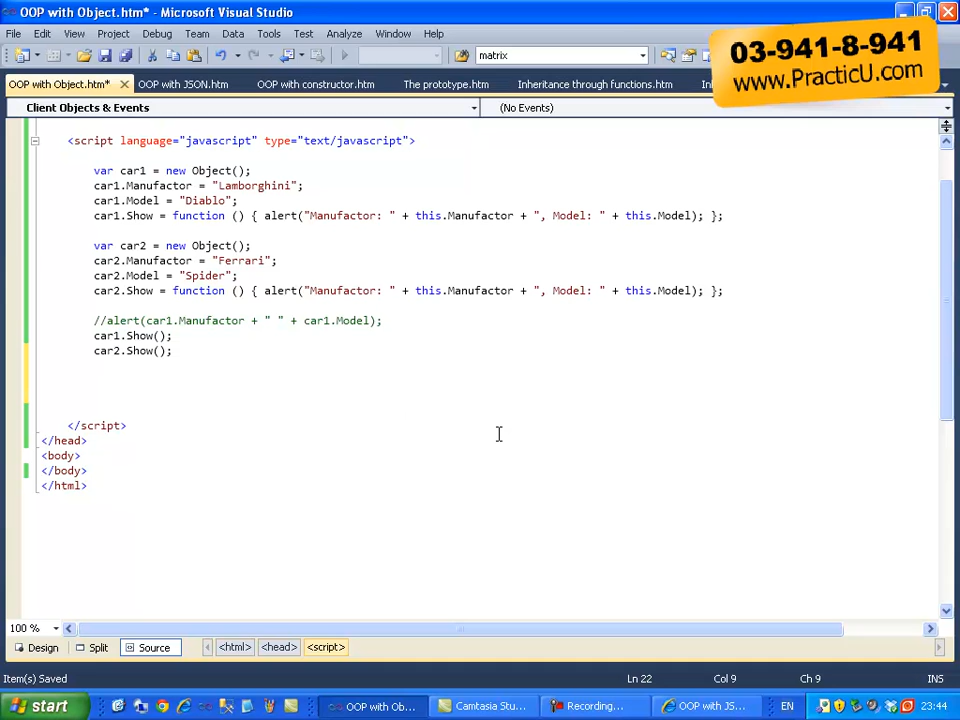 OOP with Object.htm* - Microsoft Visual Studio
File Edit View Project Debug Team Data Tools Test Architecture Analyze Window Help
matrix
03-941-8-941
www.PracticU.com
OOP with Object.htm* OOP with JSON.htm OOP with constructor.htm The prototype.htm Inheritance through functions.htm
Client Objects & Events (No Events)
<script language="javascript" type="text/javascript">
var car1 = new Object();
car1.Manufactor = "Lamborghini";
car1.Model = "Diablo";
car1.Show = function () { alert("Manufactor: " + this.Manufactor + ", Model: " + this.Model); };
var car2 = new Object();
car2.Manufactor = "Ferrari";
car2.Model = "Spider";
car2.Show = function () { alert("Manufactor: " + this.Manufactor + ", Model: " + this.Model); };
//alert(car1.Manufactor + " " + car1.Model);
car1.Show();
car2.Show();
</script>
</head>
<body>
</body>
</html>
100 %
Design Split Source <html> <head> <script>
Item(s) Saved Ln 22 Col 9 Ch 9 INS
start OOP with Ob... Camtasia Stu... Recording... OOP with JS... EN 23:44